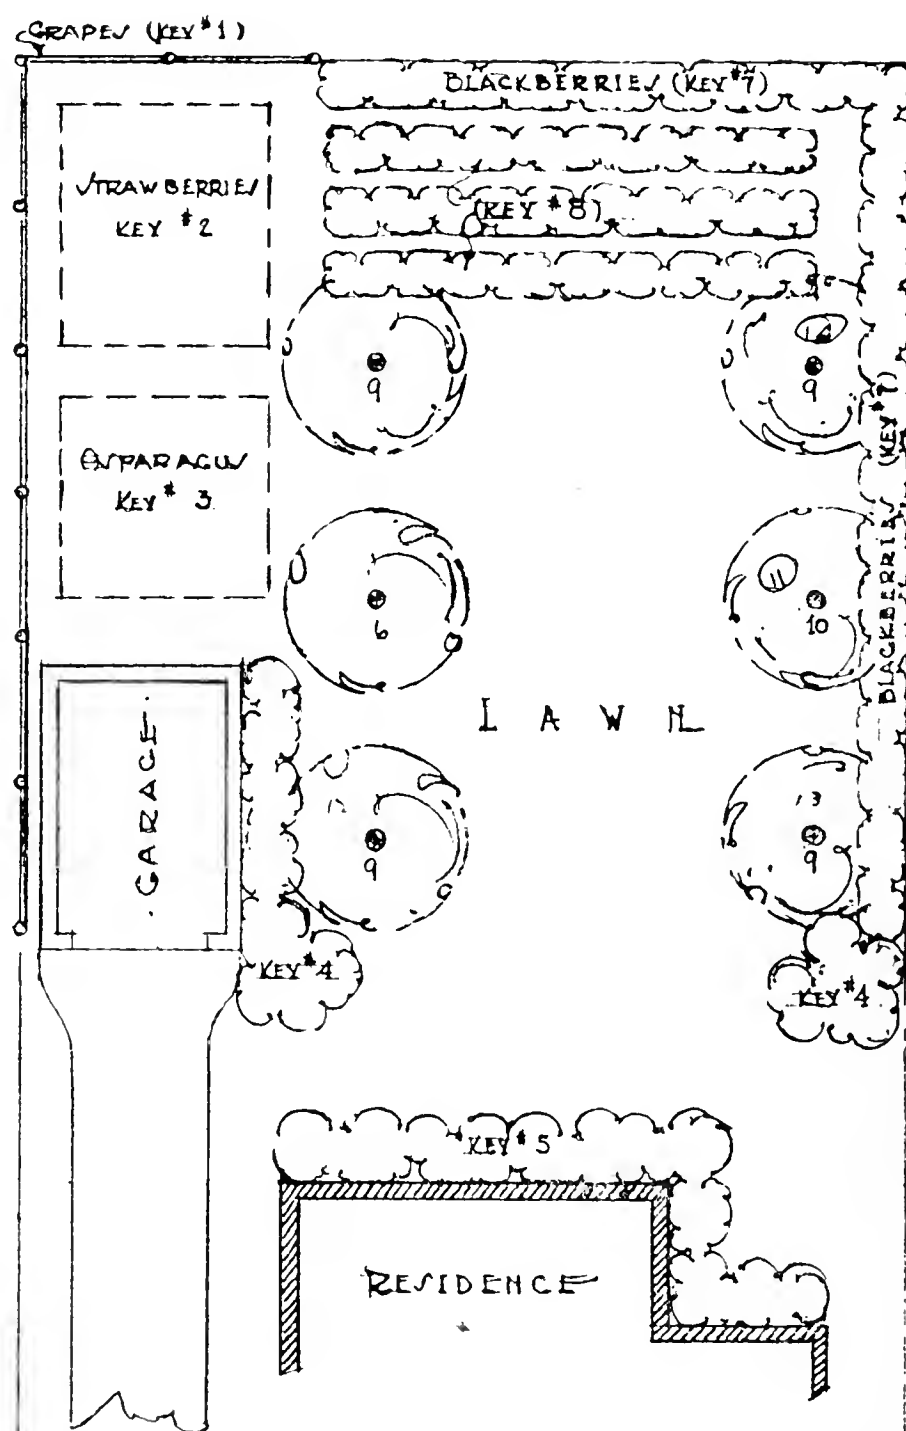 GRAPES (KEY #1)
BLACKBERRIES (KEY #7)
STRAWBERRIES
KEY #2
(KEY #8)
9
9
ASPARAGUS
KEY # 3
BLACKBERRIES (KEY #7)
6
11
10
LAWN
GARAGE
9
13
9
KEY #4
KEY #4
KEY #5
RESIDENCE